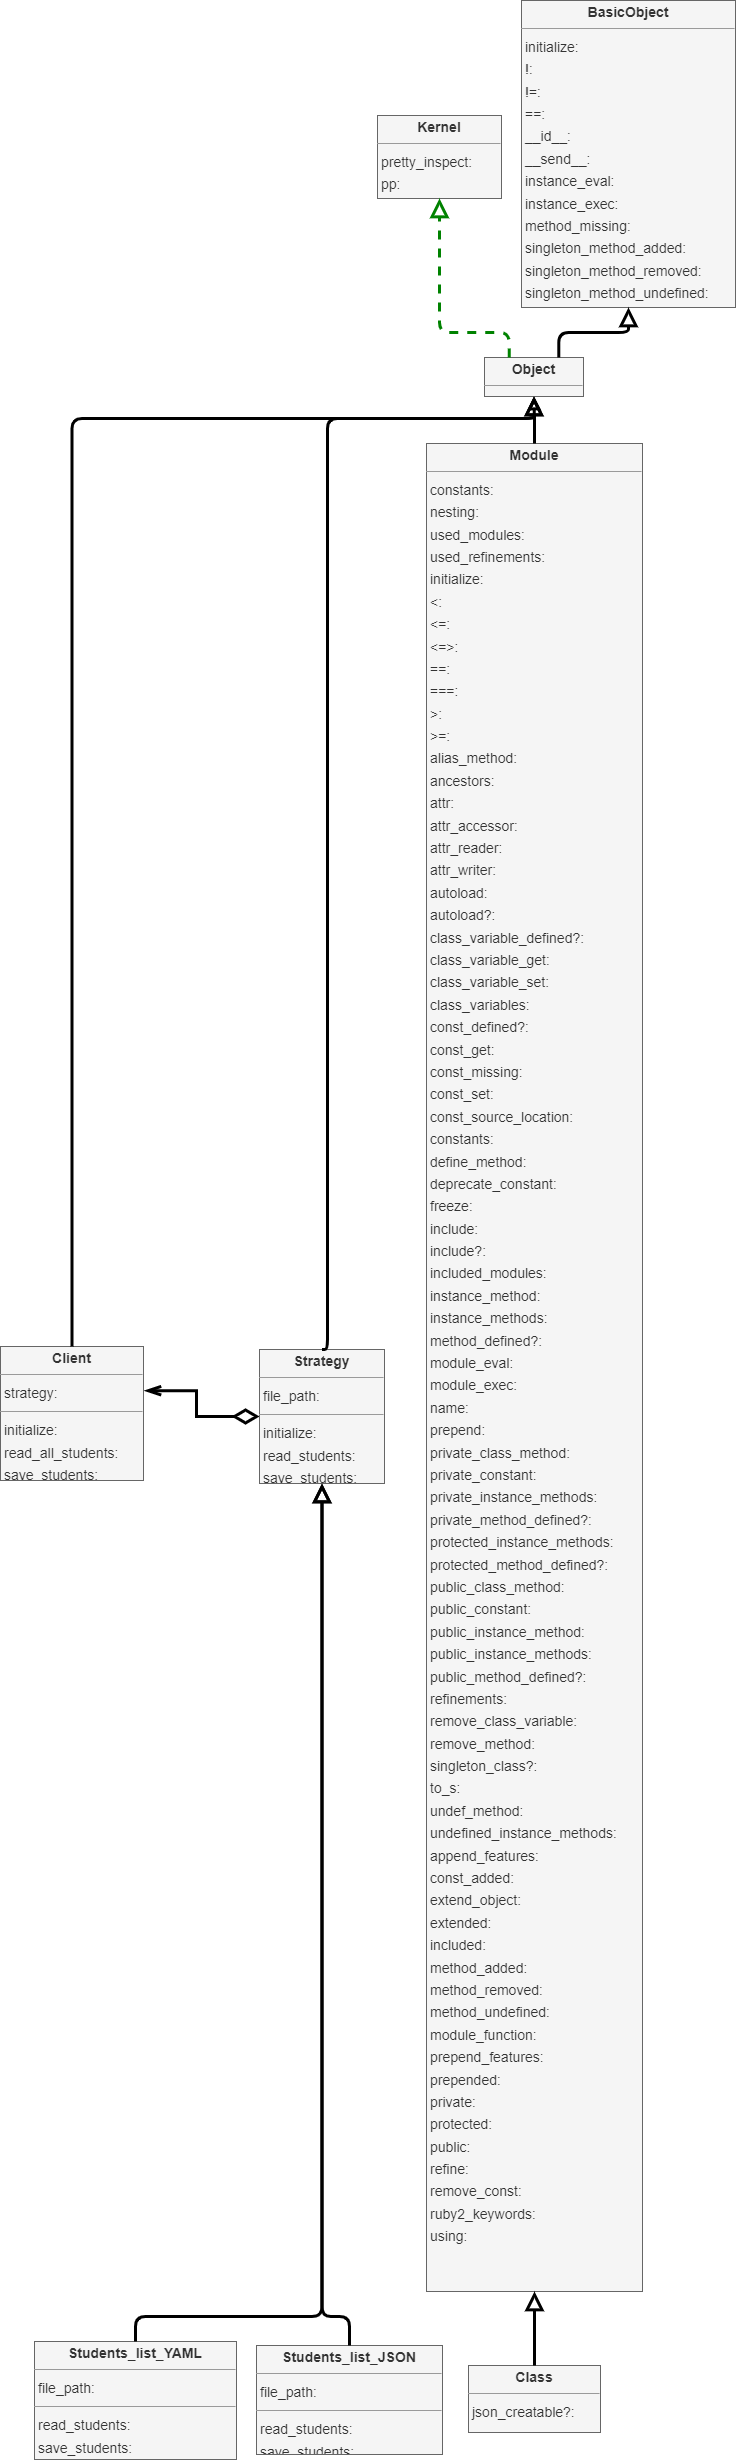 BasicObject
initialize:
!:
!=:
==:
__id__:
__send__:
instance_eval:
instance_exec:
method_missing:
singleton_method_added:
singleton_method_removed:
singleton_method_undefined:
Kernel
pretty_inspect:
pp:
Object
Module
constants:
nesting:
used_modules:
used_refinements:
initialize:
<:
<=:
<=>:
==:
===:
>:
>=:
alias_method:
ancestors:
attr:
attr_accessor:
attr_reader:
attr_writer:
autoload:
autoload?:
class_variable_defined?:
class_variable_get:
class_variable_set:
class_variables:
const_defined?:
const_get:
const_missing:
const_set:
const_source_location:
constants:
define_method:
deprecate_constant:
freeze:
include:
include?:
included_modules:
instance_method:
instance_methods:
method_defined?:
module_eval:
module_exec:
name:
prepend:
private_class_method:
private_constant:
private_instance_methods:
private_method_defined?:
protected_instance_methods:
protected_method_defined?:
public_class_method:
public_constant:
public_instance_method:
public_instance_methods:
public_method_defined?:
refinements:
remove_class_variable:
remove_method:
singleton_class?:
to_s:
undef_method:
undefined_instance_methods:
append_features:
const_added:
extend_object:
extended:
included:
method_added:
method_removed:
method_undefined:
module_function:
prepend_features:
prepended:
private:
protected:
public:
refine:
remove_const:
ruby2_keywords:
using:
Client
strategy:
initialize:
read_all_students:
save_students:
Strategy
file_path:
initialize:
read_students:
save_students:
Students_list_YAML
file_path:
read_students:
save_students:
Students_list_JSON
file_path:
read_students:
save_students:
Class
json_creatable?: